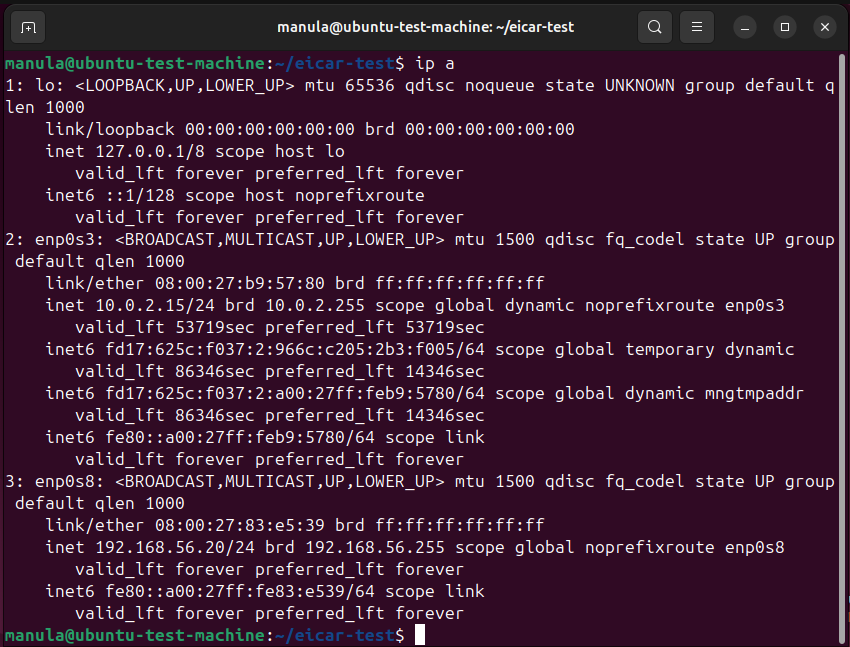 manula@ubuntu-test-machine: ~/eicar-test
manula@ubuntu-test-machine:~/eicar-test$ ip a
1: lo: <LOOPBACK,UP,LOWER_UP> mtu 65536 qdisc noqueue state UNKNOWN group default q
len 1000
    link/loopback 00:00:00:00:00:00 brd 00:00:00:00:00:00
    inet 127.0.0.1/8 scope host lo
       valid_lft forever preferred_lft forever
    inet6 ::1/128 scope host noprefixroute
       valid_lft forever preferred_lft forever
2: enp0s3: <BROADCAST,MULTICAST,UP,LOWER_UP> mtu 1500 qdisc fq_codel state UP group
 default qlen 1000
    link/ether 08:00:27:b9:57:80 brd ff:ff:ff:ff:ff:ff
    inet 10.0.2.15/24 brd 10.0.2.255 scope global dynamic noprefixroute enp0s3
       valid_lft 53719sec preferred_lft 53719sec
    inet6 fd17:625c:f037:2:966c:c205:2b3:f005/64 scope global temporary dynamic
       valid_lft 86346sec preferred_lft 14346sec
    inet6 fd17:625c:f037:2:a00:27ff:feb9:5780/64 scope global dynamic mngtmpaddr
       valid_lft 86346sec preferred_lft 14346sec
    inet6 fe80::a00:27ff:feb9:5780/64 scope link
       valid_lft forever preferred_lft forever
3: enp0s8: <BROADCAST,MULTICAST,UP,LOWER_UP> mtu 1500 qdisc fq_codel state UP group
 default qlen 1000
    link/ether 08:00:27:83:e5:39 brd ff:ff:ff:ff:ff:ff
    inet 192.168.56.20/24 brd 192.168.56.255 scope global noprefixroute enp0s8
       valid_lft forever preferred_lft forever
    inet6 fe80::a00:27ff:fe83:e539/64 scope link
       valid_lft forever preferred_lft forever
manula@ubuntu-test-machine:~/eicar-test$